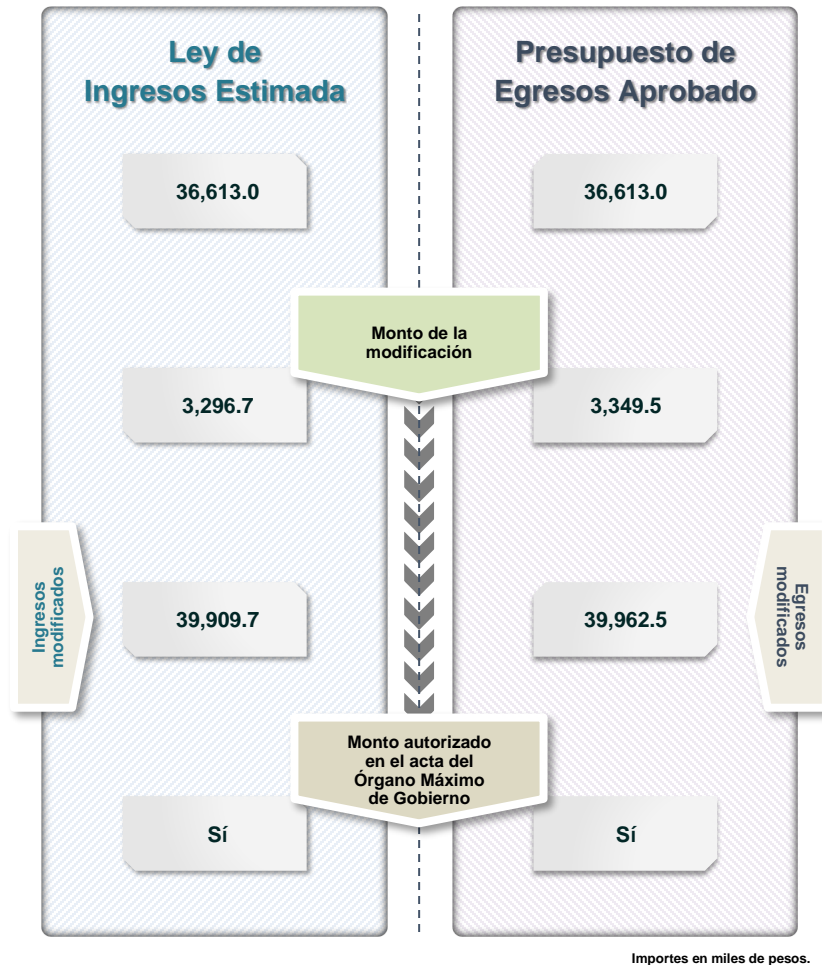 Ley de
Ingresos Estimada
Presupuesto de
Egresos Aprobado
36,613.0
36,613.0
Monto de la
modificación
3,296.7
3,349.5
Ingresos
modificados
39,909.7
39,962.5
Egresos
modificados
Monto autorizado
en el acta del
Órgano Máximo
de Gobierno
Sí
Sí
Importes en miles de pesos.